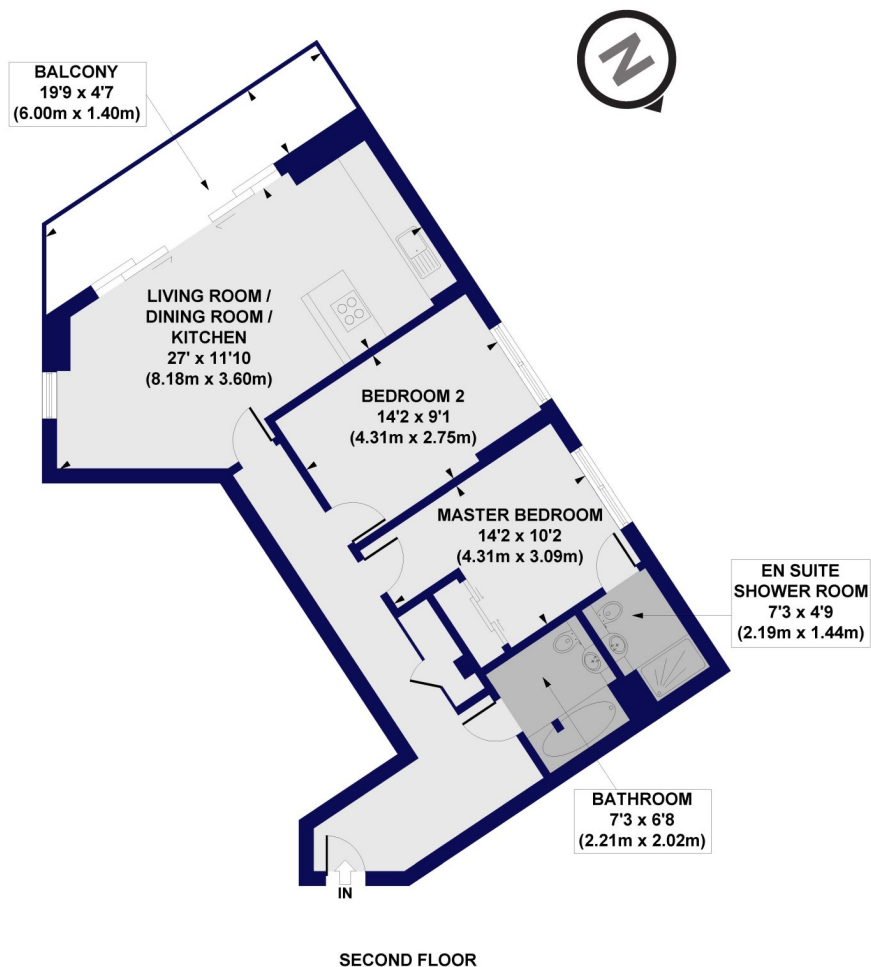 N
BALCONY
19'9 x 4'7
(6.00m x 1.40m)
LIVING ROOM /
DINING ROOM /
KITCHEN
27' x 11'10
(8.18m x 3.60m)
BEDROOM 2
14'2 x 9'1
(4.31m x 2.75m)
MASTER BEDROOM
14'2 x 10'2
(4.31m x 3.09m)
EN SUITE
SHOWER ROOM
7'3 x 4'9
(2.19m x 1.44m)
BATHROOM
7'3 x 6'8
(2.21m x 2.02m)
IN
SECOND FLOOR